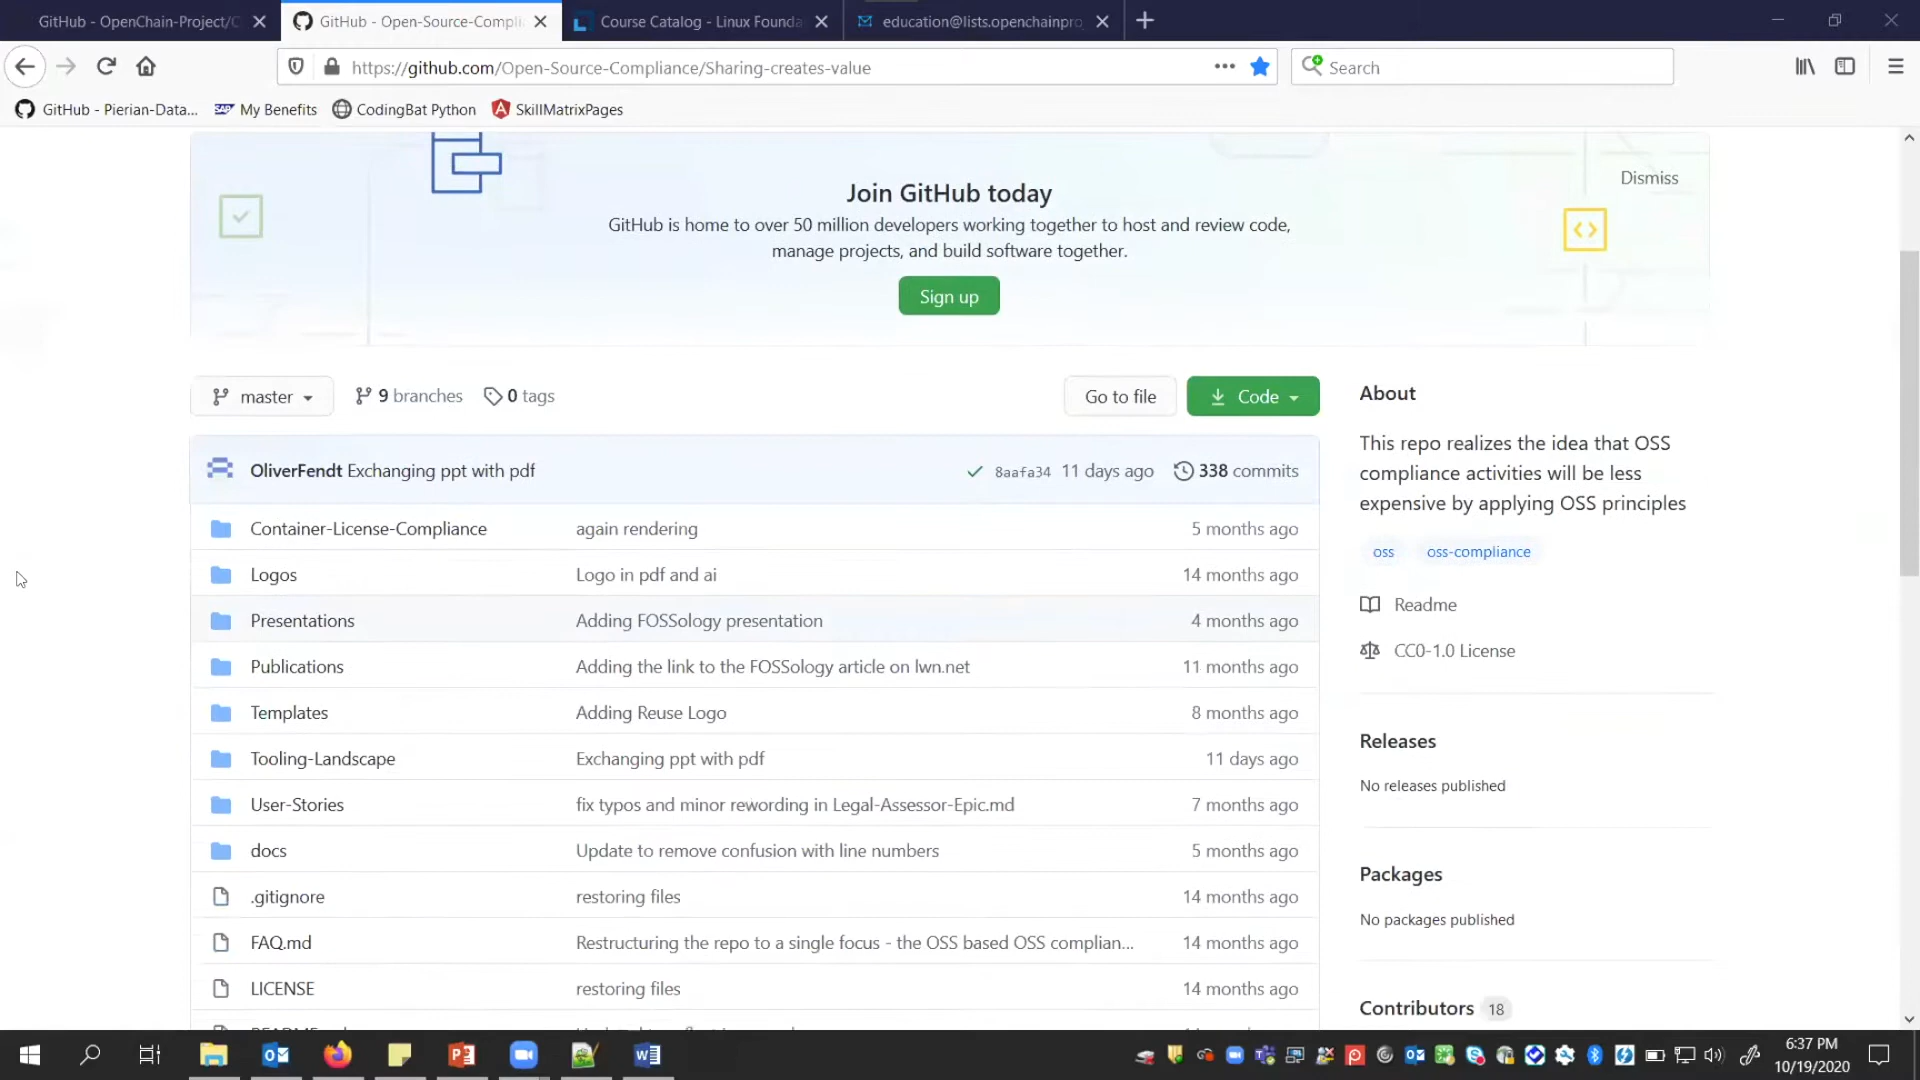 GitHub - OpenChain-Project/C
GitHub - Open-Source-Compli
Course Catalog - Linux Founda
education@lists.openchainpro
https://github.com/Open-Source-Compliance/Sharing-creates-value
Search
GitHub - Pierian-Data...
SAP
My Benefits
CodingBat Python
SkillMatrixPages
Join GitHub today
Dismiss
GitHub is home to over 50 million developers working together to host and review code,
manage projects, and build software together.
Sign up
master
9 branches
0 tags
Go to file
Code
About
This repo realizes the idea that OSS
compliance activities will be less
expensive by applying OSS principles
oss
oss-compliance
Readme
CC0-1.0 License
Releases
No releases published
Packages
No packages published
Contributors 18
OliverFendt Exchanging ppt with pdf
8aafa34 11 days ago
338 commits
Container-License-Compliance again rendering 5 months ago
Logos Logo in pdf and ai 14 months ago
Presentations Adding FOSSology presentation 4 months ago
Publications Adding the link to the FOSSology article on lwn.net 11 months ago
Templates Adding Reuse Logo 8 months ago
Tooling-Landscape Exchanging ppt with pdf 11 days ago
User-Stories fix typos and minor rewording in Legal-Assessor-Epic.md 7 months ago
docs Update to remove confusion with line numbers 5 months ago
.gitignore restoring files 14 months ago
FAQ.md Restructuring the repo to a single focus - the OSS based OSS complian... 14 months ago
LICENSE restoring files 14 months ago
6:37 PM
10/19/2020